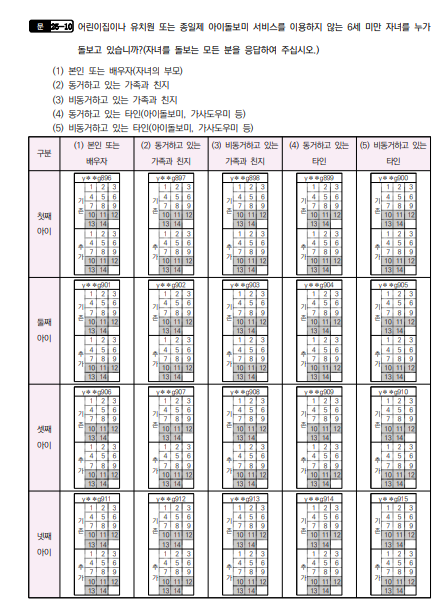 문 25-10 어린이집이나 유치원 또는 종일제 아이돌보미 서비스를 이용하지 않는 6세 미만 자녀를 누가
돌보고 있습니까?(자녀를 돌보는 모든 분을 응답하여 주십시오.)
(1) 본인 또는 배우자(자녀의 부모)
(2) 동거하고 있는 가족과 친지
(3) 비동거하고 있는 가족과 친지
(4) 동거하고 있는 타인(아이돌보미, 가사도우미 등)
(5) 비동거하고 있는 타인(아이돌보미, 가사도우미 등)
구분 (1) 본인 또는 배우자 (2) 동거하고 있는 가족과 친지 (3) 비동거하고 있는 가족과 친지 (4) 동거하고 있는 타인 (5) 비동거하고 있는 타인
첫째 아이
y**g896
기존 1 2 3 4 5 6 7 8 9 10 11 12 13 14
추가 1 2 3 4 5 6 7 8 9 10 11 12 13 14
y**g897
기존 1 2 3 4 5 6 7 8 9 10 11 12 13 14
추가 1 2 3 4 5 6 7 8 9 10 11 12 13 14
y**g898
기존 1 2 3 4 5 6 7 8 9 10 11 12 13 14
추가 1 2 3 4 5 6 7 8 9 10 11 12 13 14
y**g899
기존 1 2 3 4 5 6 7 8 9 10 11 12 13 14
추가 1 2 3 4 5 6 7 8 9 10 11 12 13 14
y**g900
기존 1 2 3 4 5 6 7 8 9 10 11 12 13 14
추가 1 2 3 4 5 6 7 8 9 10 11 12 13 14
둘째 아이
y**g901
기존 1 2 3 4 5 6 7 8 9 10 11 12 13 14
추가 1 2 3 4 5 6 7 8 9 10 11 12 13 14
y**g902
기존 1 2 3 4 5 6 7 8 9 10 11 12 13 14
추가 1 2 3 4 5 6 7 8 9 10 11 12 13 14
y**g903
기존 1 2 3 4 5 6 7 8 9 10 11 12 13 14
추가 1 2 3 4 5 6 7 8 9 10 11 12 13 14
y**g904
기존 1 2 3 4 5 6 7 8 9 10 11 12 13 14
추가 1 2 3 4 5 6 7 8 9 10 11 12 13 14
y**g905
기존 1 2 3 4 5 6 7 8 9 10 11 12 13 14
추가 1 2 3 4 5 6 7 8 9 10 11 12 13 14
셋째 아이
y**g906
기존 1 2 3 4 5 6 7 8 9 10 11 12 13 14
추가 1 2 3 4 5 6 7 8 9 10 11 12 13 14
y**g907
기존 1 2 3 4 5 6 7 8 9 10 11 12 13 14
추가 1 2 3 4 5 6 7 8 9 10 11 12 13 14
y**g908
기존 1 2 3 4 5 6 7 8 9 10 11 12 13 14
추가 1 2 3 4 5 6 7 8 9 10 11 12 13 14
y**g909
기존 1 2 3 4 5 6 7 8 9 10 11 12 13 14
추가 1 2 3 4 5 6 7 8 9 10 11 12 13 14
y**g910
기존 1 2 3 4 5 6 7 8 9 10 11 12 13 14
추가 1 2 3 4 5 6 7 8 9 10 11 12 13 14
넷째 아이
y**g911
기존 1 2 3 4 5 6 7 8 9 10 11 12 13 14
추가 1 2 3 4 5 6 7 8 9 10 11 12 13 14
y**g912
기존 1 2 3 4 5 6 7 8 9 10 11 12 13 14
추가 1 2 3 4 5 6 7 8 9 10 11 12 13 14
y**g913
기존 1 2 3 4 5 6 7 8 9 10 11 12 13 14
추가 1 2 3 4 5 6 7 8 9 10 11 12 13 14
y**g914
기존 1 2 3 4 5 6 7 8 9 10 11 12 13 14
추가 1 2 3 4 5 6 7 8 9 10 11 12 13 14
y**g915
기존 1 2 3 4 5 6 7 8 9 10 11 12 13 14
추가 1 2 3 4 5 6 7 8 9 10 11 12 13 14